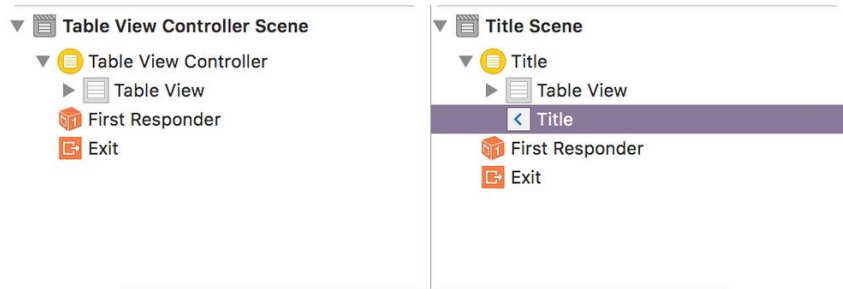 Table View Controller Scene
Table View Controller
Table View
First Responder
Exit
Title Scene
Title
Table View
Title
First Responder
Exit